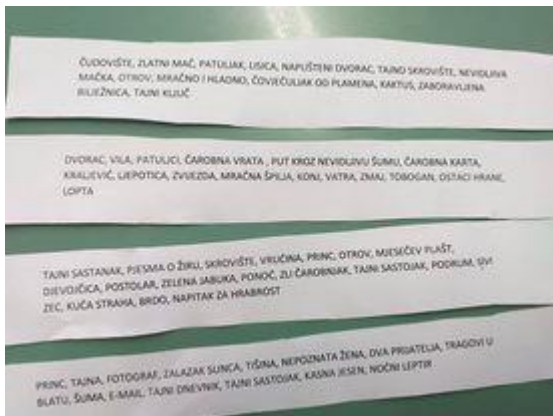 ČUDOVIŠTE, ZLATNI MAČ, PATULJAK, LISICA, NAPUŠTENI DVORAC, TAJNO SKROVIŠTE, NEVIDLJIVA
MAČKA, OTROV, MRAČNO I HLADNO, ČOVJEČULJAK OD PLAMENA, KAKTUS, ZABORAVLJENA
BILJEŽNICA, TAJNI KLJUČ
DVORAC, VILA, PATULJCI, ČAROBNA VRATA , PUT KROZ NEVIDLJIVU ŠUMU, ČAROBNA KARTA,
KRALJEVIĆ, LJEPOTICA, ZVIJEZDA, MRAČNA ŠPILJA, KONJ, VATRA, ZMAJ, TOBOGAN, OSTACI HRANE,
LOPTA
TAJNI SASTANAK, PJESMA O ŽIRU, SKROVIŠTE, VRUĆINA, PRINC, OTROV, MJESEČEV PLAŠT,
DJEVOJČICA, POSTOLAR, ZELENA JABUKA, PONOĆ, ZLI ČAROBNJAK, TAJNI SASTOJAK, PODRUM, SIVI
ZEC, KUĆA STRAHA, BRDO, NAPITAK ZA HRABROST
PRINC, TAJNA, FOTOGRAF, ZALAZAK SUNCA, TIŠINA, NEPOZNATA ŽENA, DVA PRIJATELJA, TRAGOVI U
BLATU, ŠUMA, E-MAIL, TAJNI DNEVNIK, TAJNI SASTOJAK, KASNA JESEN, NOĆNI LEPTIR